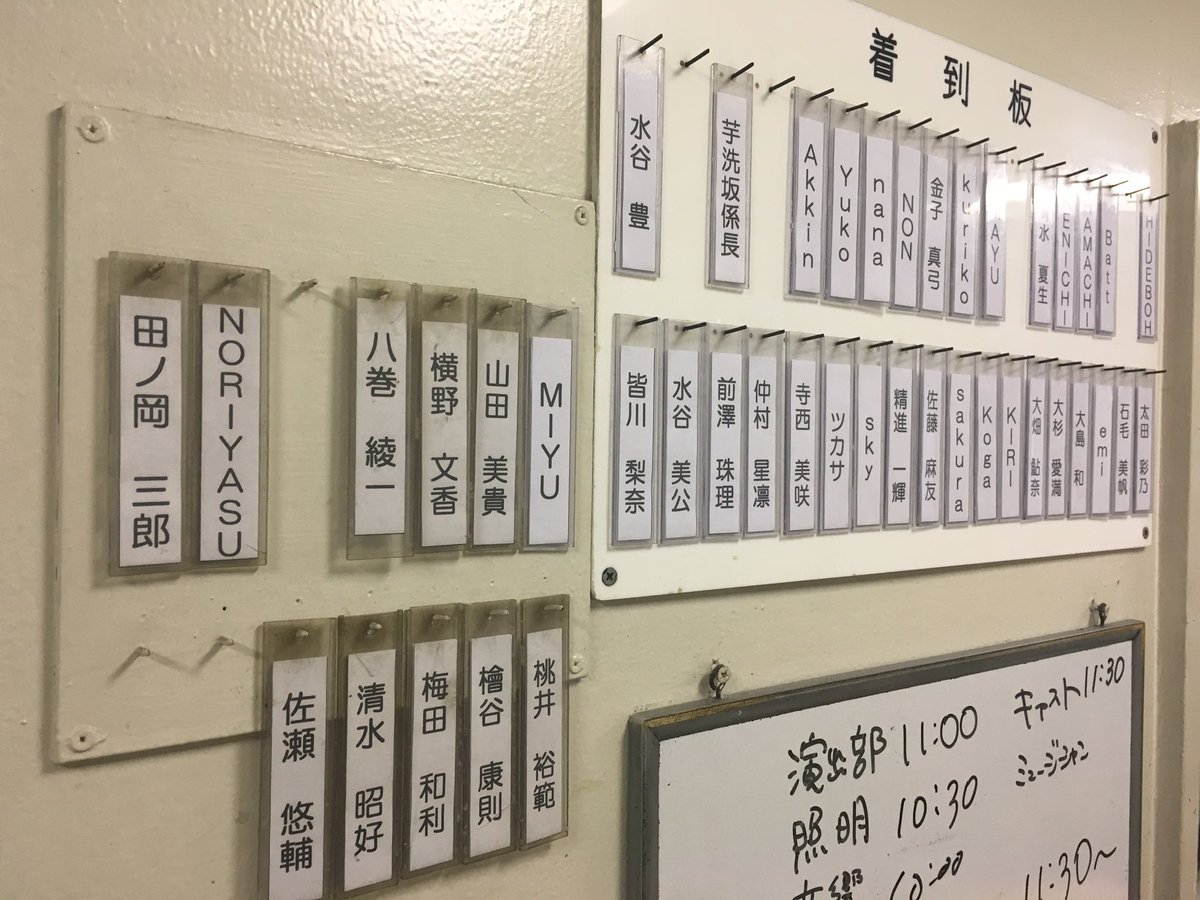 着到板
水谷 豊
芋洗坂係長
Akkin
Yuko
nana
NON
金子 真弓
kuriko
AYU
水 夏生
ENICHI
AMACHI
Batt
HIDEBOH
皆川 梨奈
水谷 美公
前澤 珠理
仲村 星凛
寺西 美咲
ツカサ
sky
精進 一輝
佐藤 麻友
sakura
Koga
KIRI
大畑 鮎奈
大杉 愛満
大島 和
emi
石毛 美帆
太田 彩乃
田ノ岡 三郎
NORIYASU
八巻 綾一
横野 文香
山田 美貴
MIYU
佐瀬 悠輔
清水 昭好
梅田 和利
檜谷 康則
桃井 裕範
演出部 11:00 キャスト 11:30
照明 10:30 ミュージシャン
11:30~